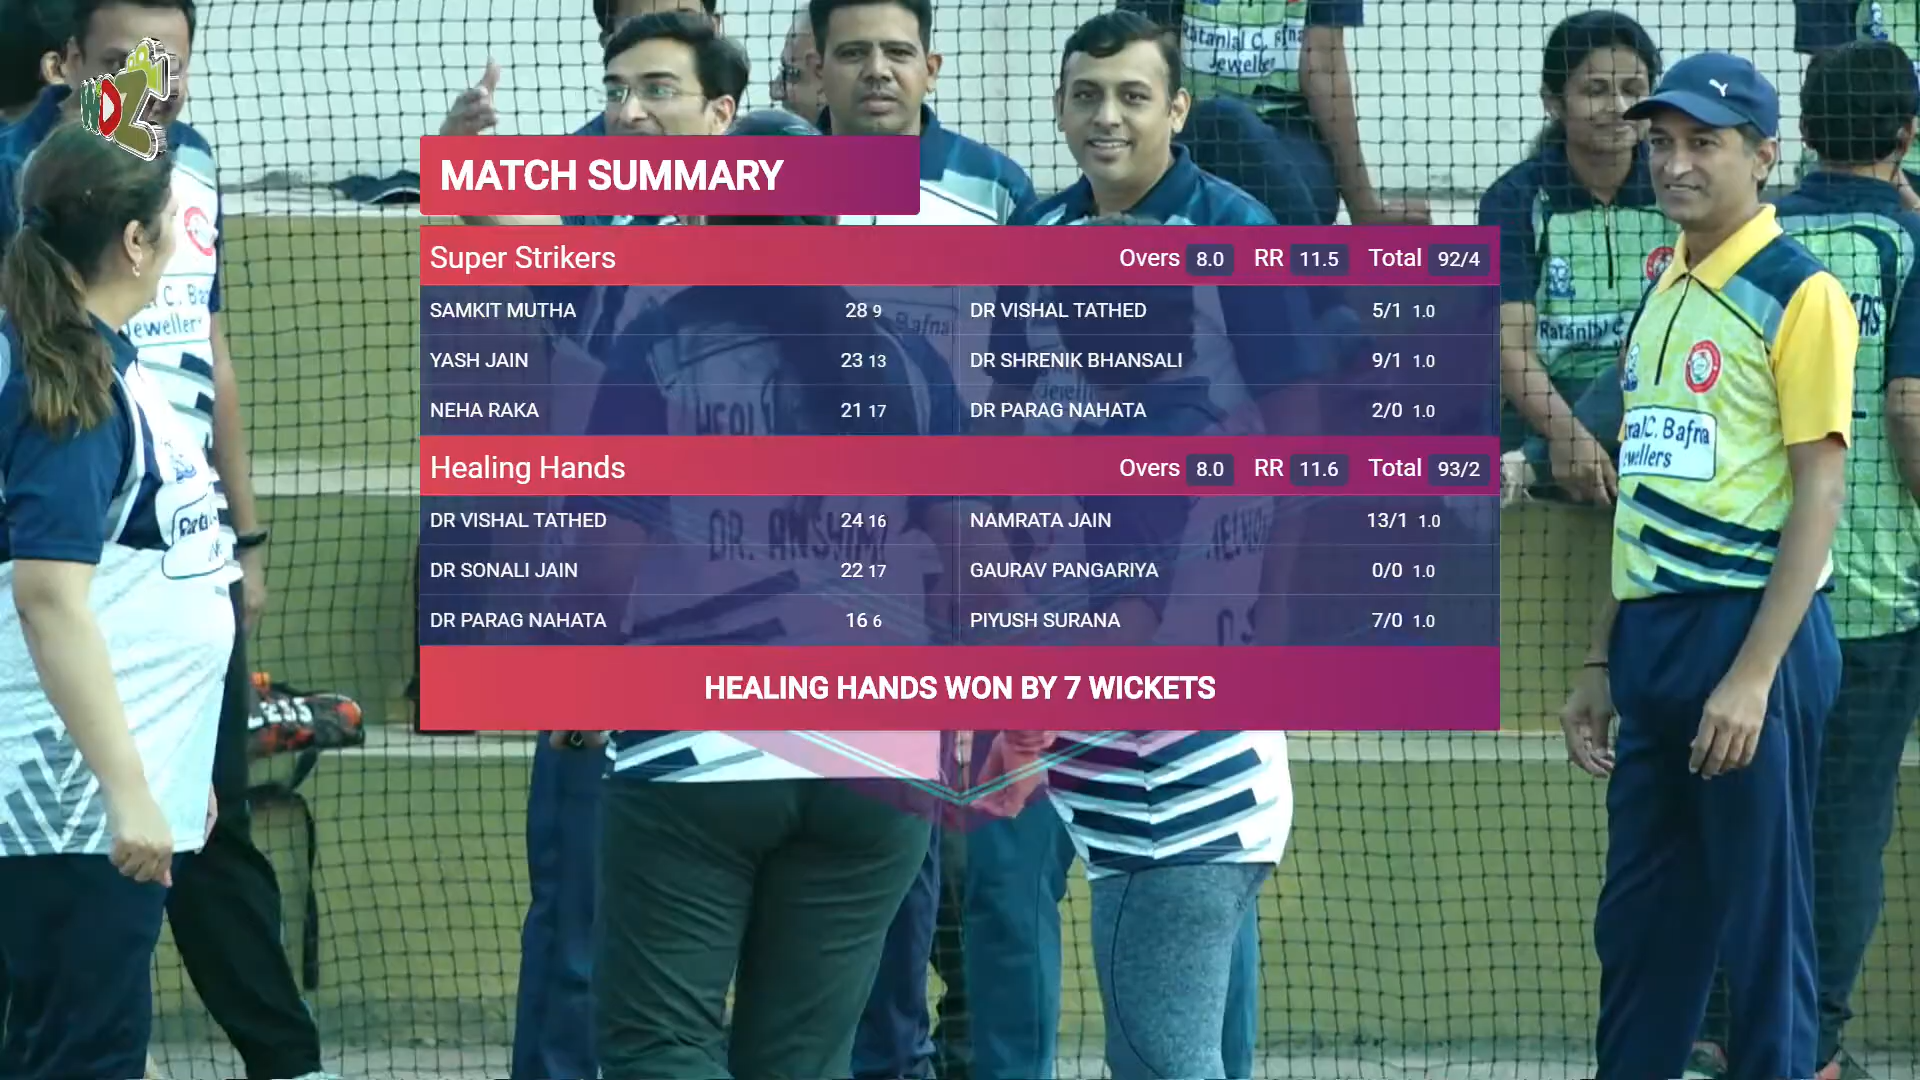 WDZ
MATCH SUMMARY
Super Strikers Overs 8.0 RR 11.5 Total 92/4
SAMKIT MUTHA 28 9 DR VISHAL TATHED 5/1 1.0
YASH JAIN 23 13 DR SHRENIK BHANSALI 9/1 1.0
NEHA RAKA 21 17 DR PARAG NAHATA 2/0 1.0
Healing Hands Overs 8.0 RR 11.6 Total 93/2
DR VISHAL TATHED 24 16 NAMRATA JAIN 13/1 1.0
DR SONALI JAIN 22 17 GAURAV PANGARIYA 0/0 1.0
DR PARAG NAHATA 16 6 PIYUSH SURANA 7/0 1.0
HEALING HANDS WON BY 7 WICKETS
Jewellers
C. Bafna
DR.